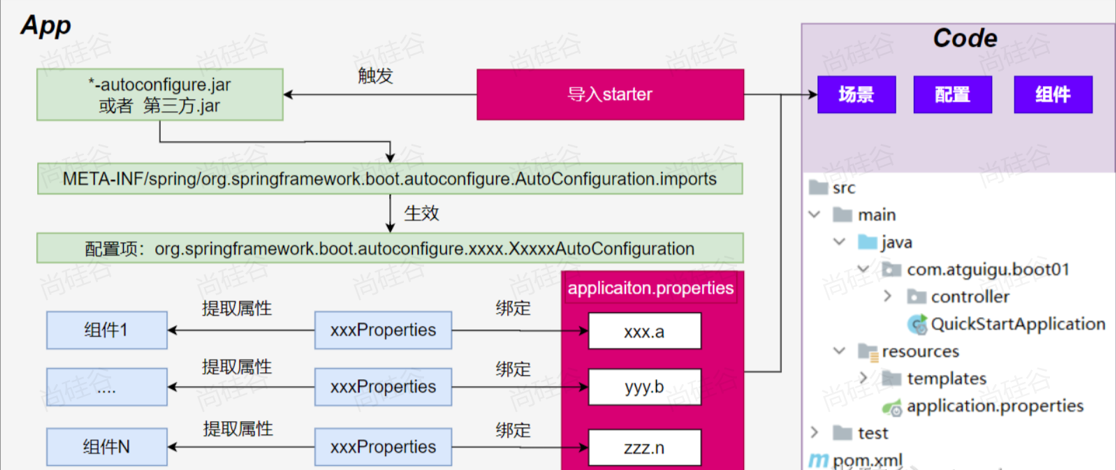 App
Code
*-autoconfigure.jar
或者 第三方.jar
触发
导入starter
场景
配置
组件
META-INF/spring/org.springframework.boot.autoconfigure.AutoConfiguration.imports
生效
配置项：org.springframework.boot.autoconfigure.xxxx.XxxxxAutoConfiguration
applicaiton.properties
组件1
提取属性
xxxProperties
绑定
xxx.a
....
提取属性
xxxProperties
绑定
yyy.b
组件N
提取属性
xxxProperties
绑定
zzz.n
src
main
java
com.atguigu.boot01
controller
QuickStartApplication
resources
templates
application.properties
test
pom.xml
尚硅谷